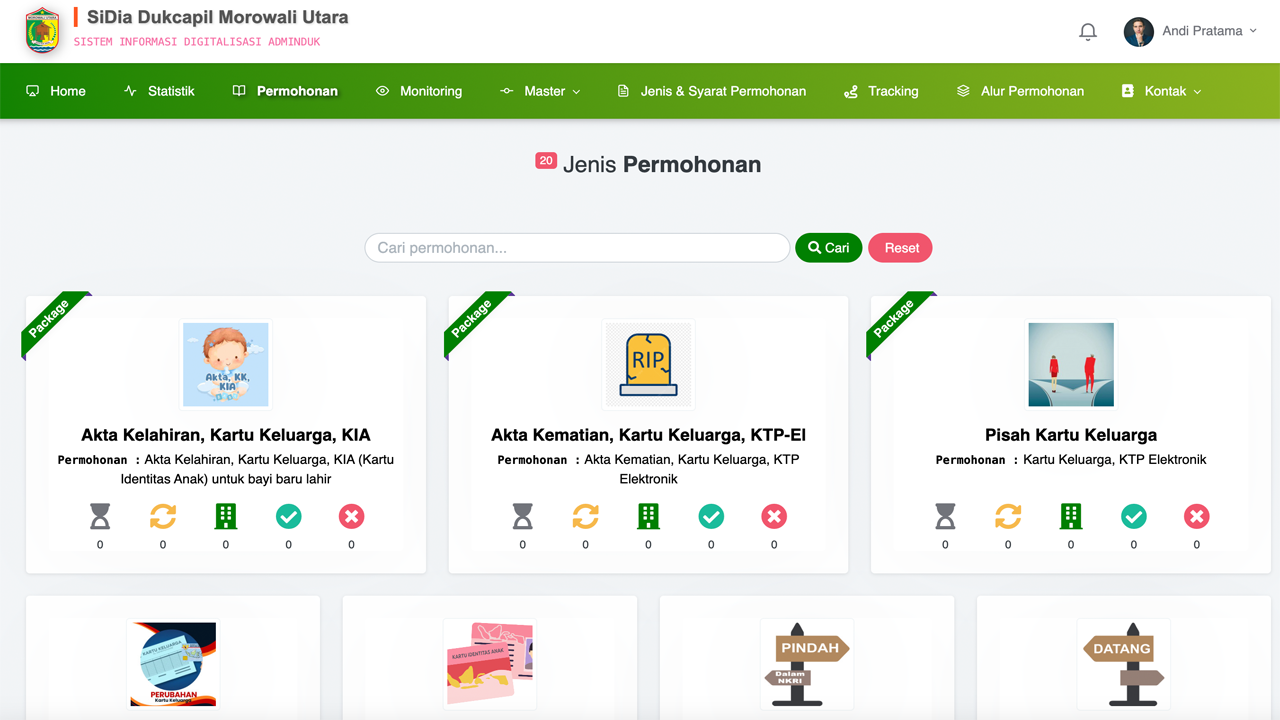 SiDia Dukcapil Morowali Utara
SISTEM INFORMASI DIGITALISASI ADMINDUK
Andi Pratama
Home
Statistik
Permohonan
Monitoring
Master
Jenis & Syarat Permohonan
Tracking
Alur Permohonan
Kontak
20 Jenis Permohonan
Cari permohonan...
Cari
Reset
Package
Akta, KK,
KIA
Akta Kelahiran, Kartu Keluarga, KIA
Permohonan : Akta Kelahiran, Kartu Keluarga, KIA (Kartu
Identitas Anak) untuk bayi baru lahir
0 0 0 0 0
Package
RIP
Akta Kematian, Kartu Keluarga, KTP-El
Permohonan : Akta Kematian, Kartu Keluarga, KTP
Elektronik
0 0 0 0 0
Package
Pisah Kartu Keluarga
Permohonan : Kartu Keluarga, KTP Elektronik
0 0 0 0 0
KARTU KELUARGA
PERUBAHAN
Kartu Keluarga
KARTU IDENTITAS ANAK
PINDAH
Dalam
NKRI
DATANG